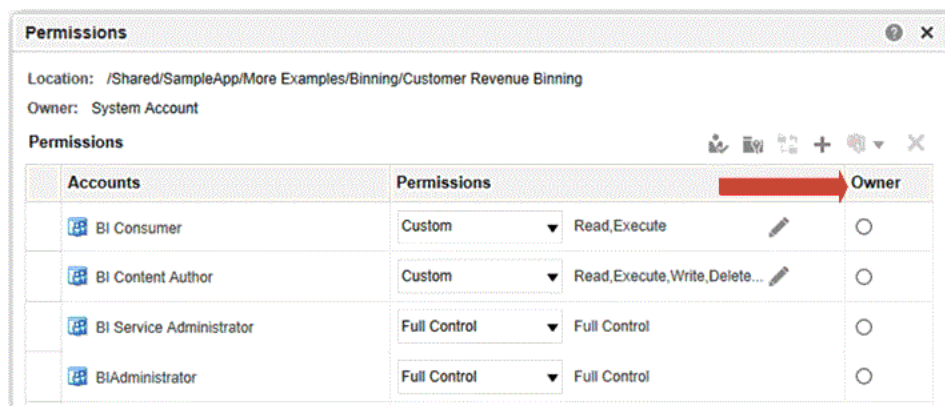 Permissions
Location: /Shared/SampleApp/More Examples/Binning/Customer Revenue Binning
Owner: System Account
Permissions
Accounts Permissions Owner
BI Consumer Custom Read,Execute
BI Content Author Custom Read,Execute,Write,Delete...
BI Service Administrator Full Control Full Control
BIAdministrator Full Control Full Control